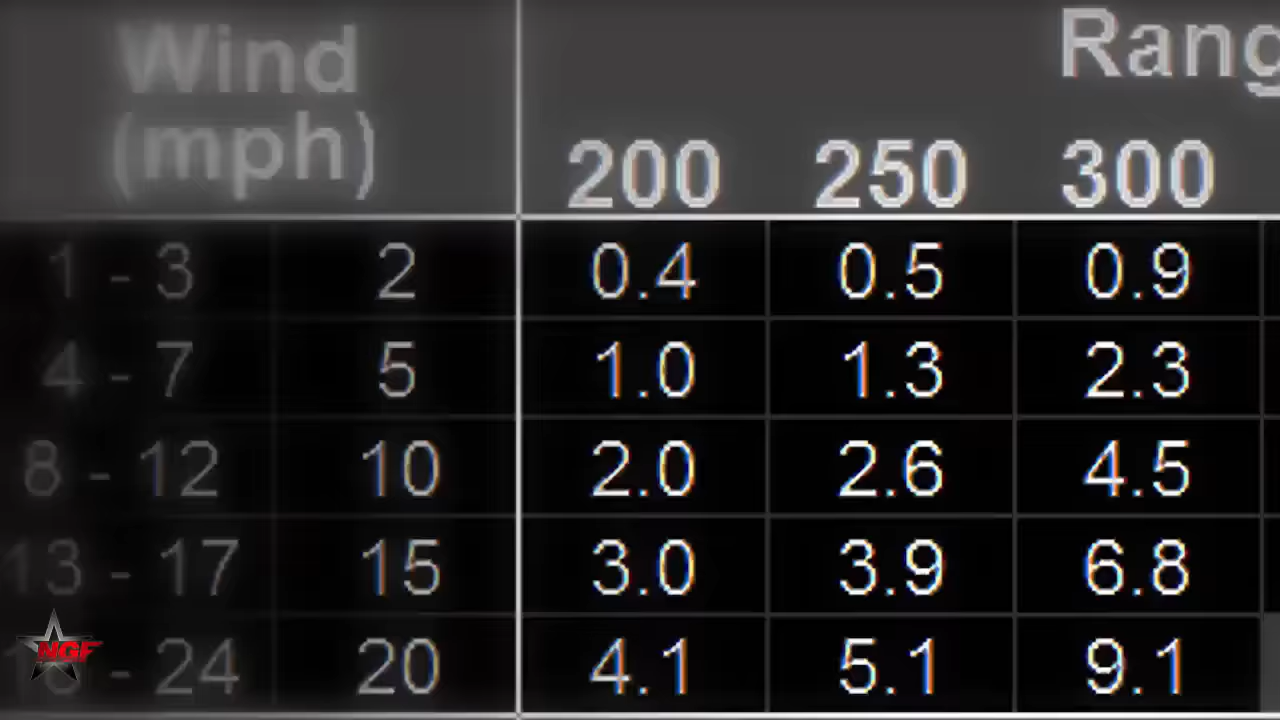 Wind
(mph)
Rang
200 250 300
1 - 3 2 0.4 0.5 0.9
4 - 7 5 1.0 1.3 2.3
8 - 12 10 2.0 2.6 4.5
13 - 17 15 3.0 3.9 6.8
- 24 20 4.1 5.1 9.1
NGF